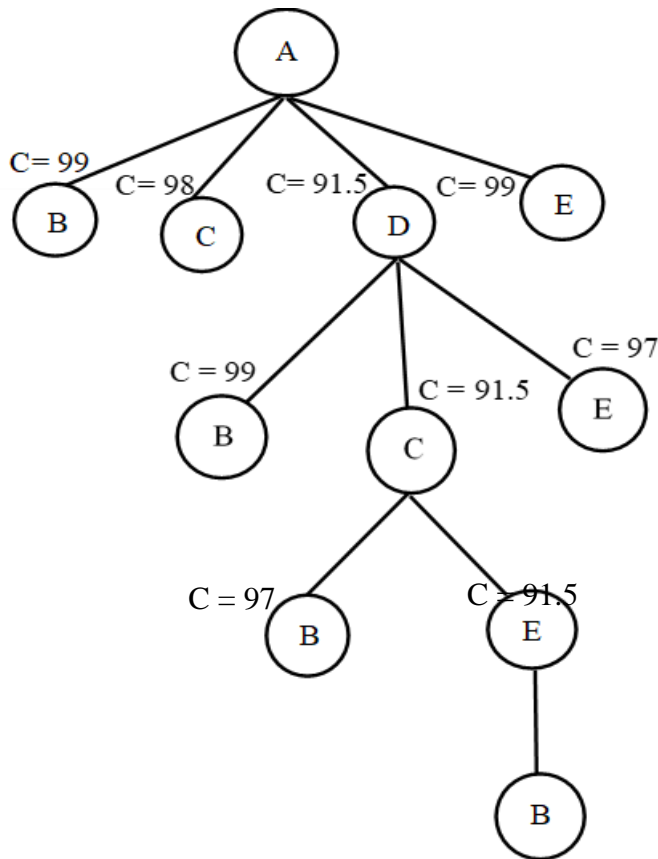 A
C= 99
C= 98
C= 91.5
C= 99
B
C
D
E
C = 99
C = 91.5
C = 97
B
C
E
C = 97
C = 91.5
B
E
B